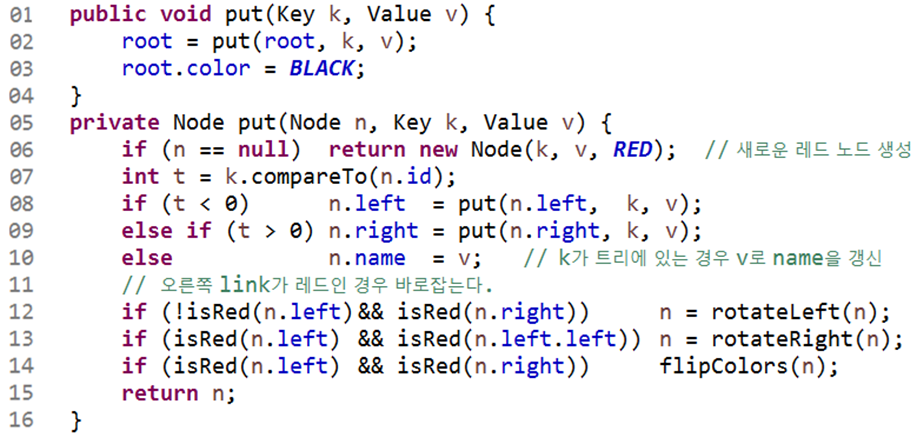 01 public void put(Key k, Value v) {
02 root = put(root, k, v);
03 root.color = BLACK;
04 }
05 private Node put(Node n, Key k, Value v) {
06 if (n == null) return new Node(k, v, RED); // 새로운 레드 노드 생성
07 int t = k.compareTo(n.id);
08 if (t < 0) n.left = put(n.left, k, v);
09 else if (t > 0) n.right = put(n.right, k, v);
10 else n.name = v; // k가 트리에 있는 경우 v로 name을 갱신
11 // 오른쪽 link가 레드인 경우 바로잡는다.
12 if (!isRed(n.left)&& isRed(n.right)) n = rotateLeft(n);
13 if (isRed(n.left) && isRed(n.left.left)) n = rotateRight(n);
14 if (isRed(n.left) && isRed(n.right)) flipColors(n);
15 return n;
16 }